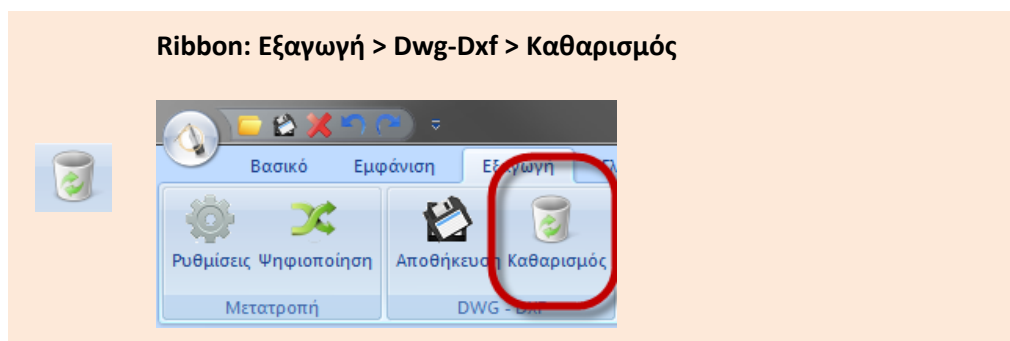 Ribbon: Εξαγωγή > Dwg-Dxf > Καθαρισμός
Βασικό Εμφάνιση Εξαγωγή
Ρυθμίσεις Ψηφιοποίηση Αποθήκευση Καθαρισμός
Μετατροπή DWG - DXF